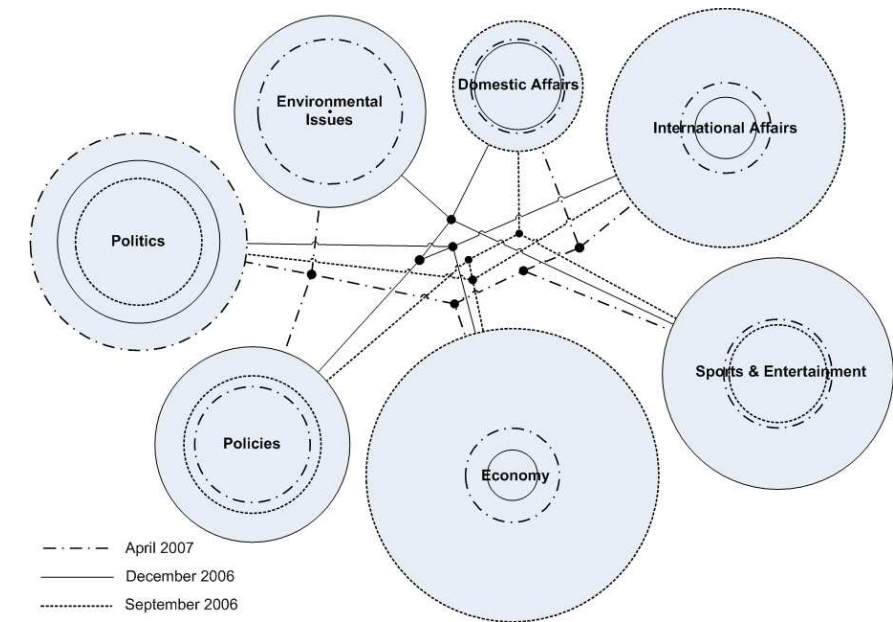 Environmental
Issues
Domestic Affairs
International Affairs
Politics
Sports & Entertainment
Policies
Economy
April 2007
December 2006
September 2006